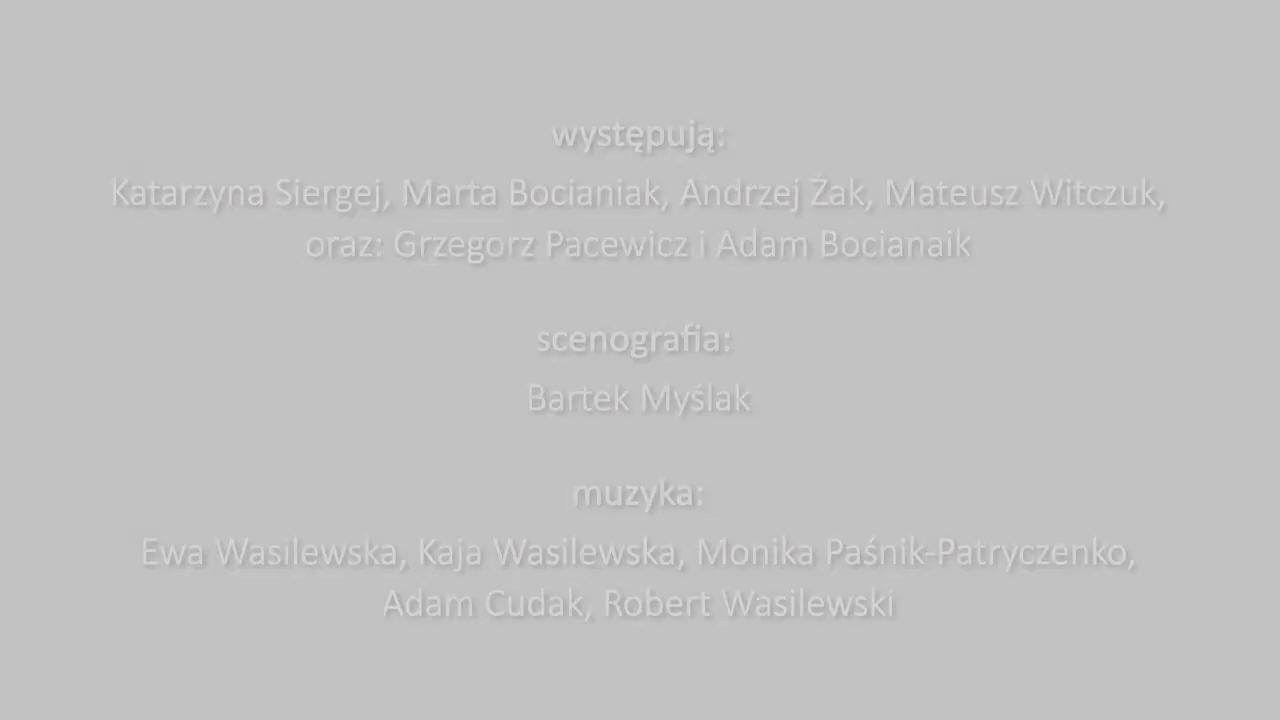 występują:
Katarzyna Siergej, Marta Bocianiak, Andrzej Żak, Mateusz Witczuk,
oraz: Grzegorz Pacewicz i Adam Bocianaik
scenografia:
Bartek Myślak
muzyka:
Ewa Wasilewska, Kaja Wasilewska, Monika Paśnik-Patryczenko,
Adam Cudak, Robert Wasilewski